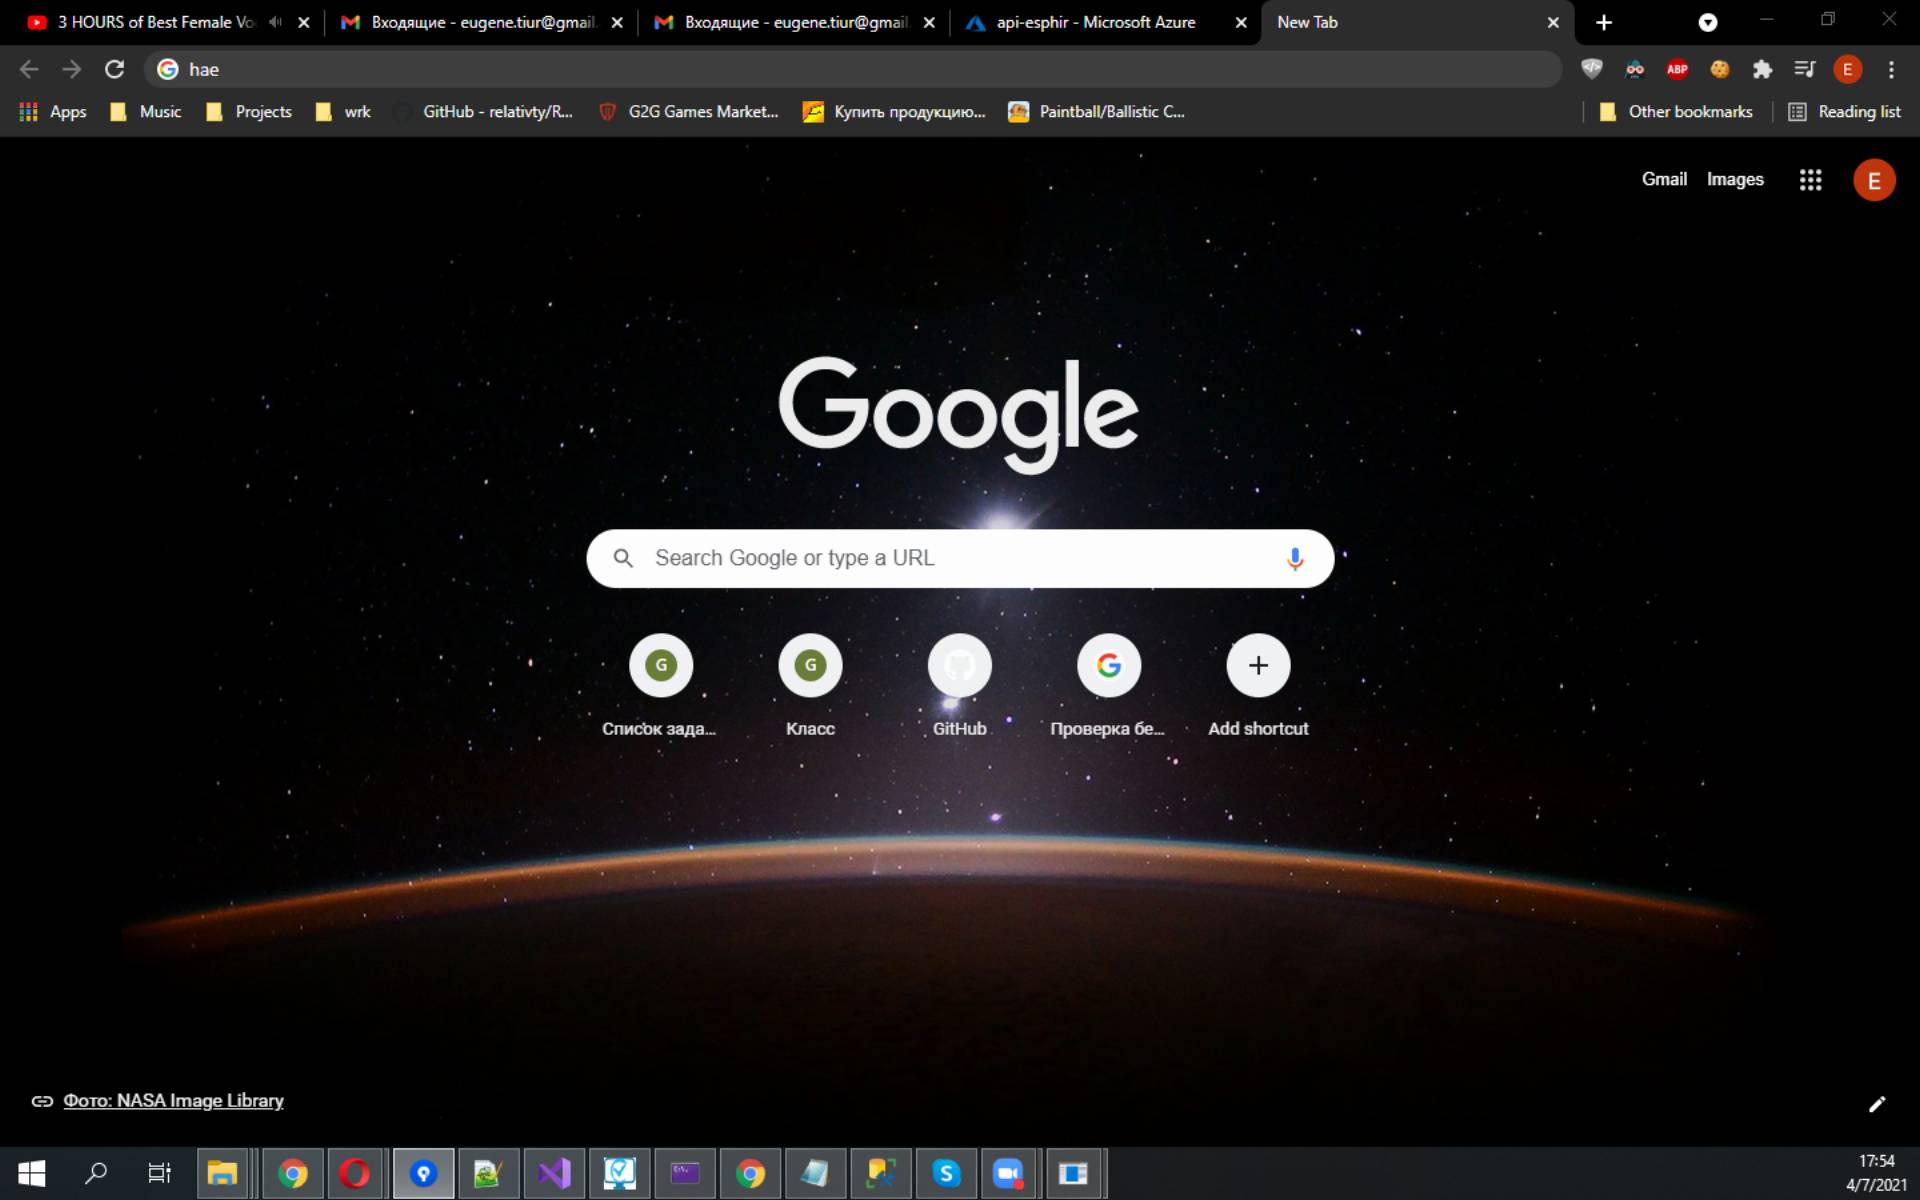 3 HOURS of Best Female Vo
Входящие - eugene.tiur@gmail.
Входящие - eugene.tiur@gmail.
api-esphir - Microsoft Azure
New Tab
hae
ABP
E
Apps
Music
Projects
wrk
GitHub - relativty/R...
G2G Games Market...
Купить продукцию...
Paintball/Ballistic C...
Other bookmarks
Reading list
Gmail
Images
E
Google
Search Google or type a URL
G
G
Список зада...
Класс
GitHub
Проверка бе...
Add shortcut
Фото: NASA Image Library
17:54
4/7/2021